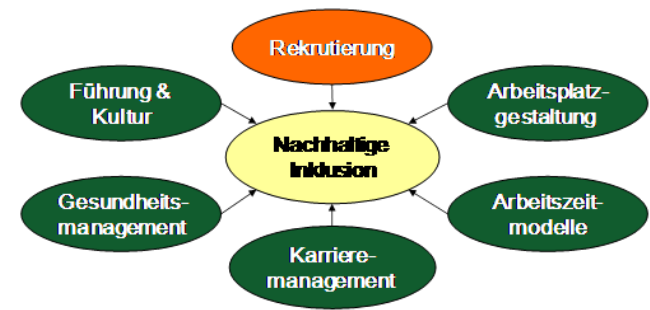 Rekrutierung
Führung &
Kultur
Arbeitsplatz-
gestaltung
Nachhaltige
Inklusion
Gesundheits-
management
Arbeitszeit-
modelle
Karriere-
management